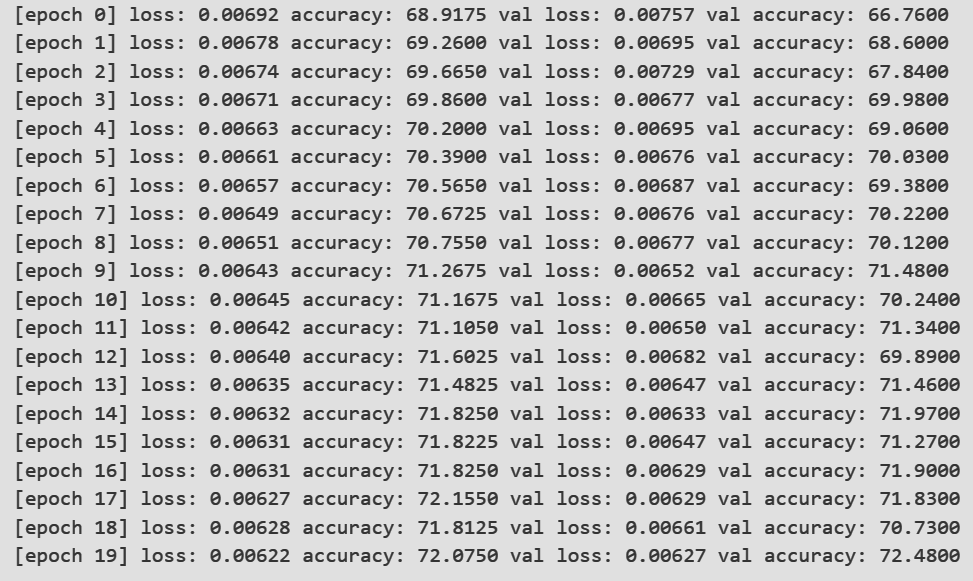 [epoch 0] loss: 0.00692 accuracy: 68.9175 val loss: 0.00757 val accuracy: 66.7600
[epoch 1] loss: 0.00678 accuracy: 69.2600 val loss: 0.00695 val accuracy: 68.6000
[epoch 2] loss: 0.00674 accuracy: 69.6650 val loss: 0.00729 val accuracy: 67.8400
[epoch 3] loss: 0.00671 accuracy: 69.8600 val loss: 0.00677 val accuracy: 69.9800
[epoch 4] loss: 0.00663 accuracy: 70.2000 val loss: 0.00695 val accuracy: 69.0600
[epoch 5] loss: 0.00661 accuracy: 70.3900 val loss: 0.00676 val accuracy: 70.0300
[epoch 6] loss: 0.00657 accuracy: 70.5650 val loss: 0.00687 val accuracy: 69.3800
[epoch 7] loss: 0.00649 accuracy: 70.6725 val loss: 0.00676 val accuracy: 70.2200
[epoch 8] loss: 0.00651 accuracy: 70.7550 val loss: 0.00677 val accuracy: 70.1200
[epoch 9] loss: 0.00643 accuracy: 71.2675 val loss: 0.00652 val accuracy: 71.4800
[epoch 10] loss: 0.00645 accuracy: 71.1675 val loss: 0.00665 val accuracy: 70.2400
[epoch 11] loss: 0.00642 accuracy: 71.1050 val loss: 0.00650 val accuracy: 71.3400
[epoch 12] loss: 0.00640 accuracy: 71.6025 val loss: 0.00682 val accuracy: 69.8900
[epoch 13] loss: 0.00635 accuracy: 71.4825 val loss: 0.00647 val accuracy: 71.4600
[epoch 14] loss: 0.00632 accuracy: 71.8250 val loss: 0.00633 val accuracy: 71.9700
[epoch 15] loss: 0.00631 accuracy: 71.8225 val loss: 0.00647 val accuracy: 71.2700
[epoch 16] loss: 0.00631 accuracy: 71.8250 val loss: 0.00629 val accuracy: 71.9000
[epoch 17] loss: 0.00627 accuracy: 72.1550 val loss: 0.00629 val accuracy: 71.8300
[epoch 18] loss: 0.00628 accuracy: 71.8125 val loss: 0.00661 val accuracy: 70.7300
[epoch 19] loss: 0.00622 accuracy: 72.0750 val loss: 0.00627 val accuracy: 72.4800